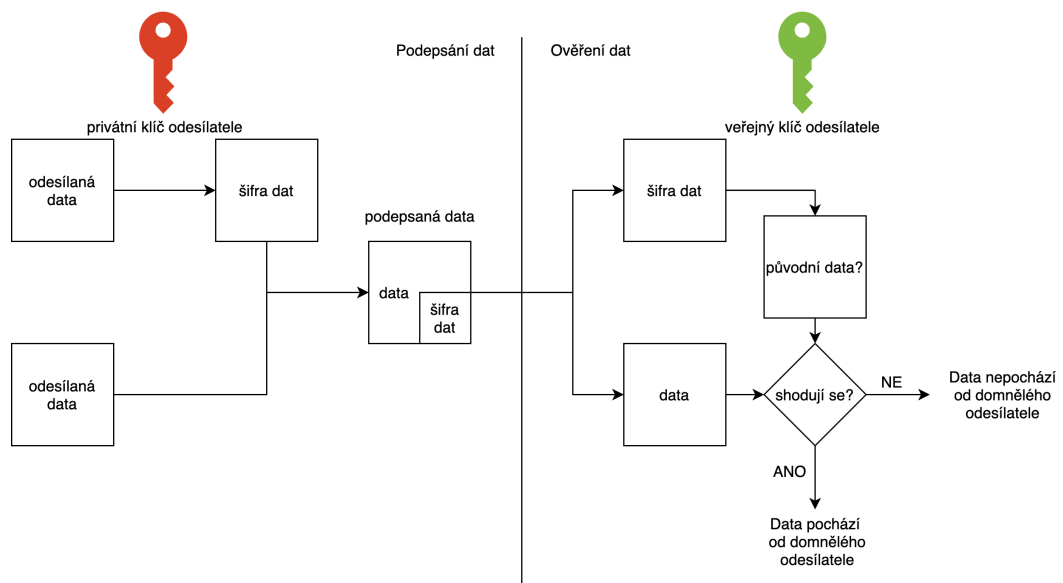 Podepsání dat
Ověření dat
privátní klíč odesílatele
veřejný klíč odesílatele
odesílaná
data
šifra dat
podepsaná data
data
šifra
dat
odesílaná
data
šifra dat
původní data?
data
shodují se?
NE
Data nepochází
od domnělého
odesílatele
ANO
Data pochází
od domnělého
odesílatele